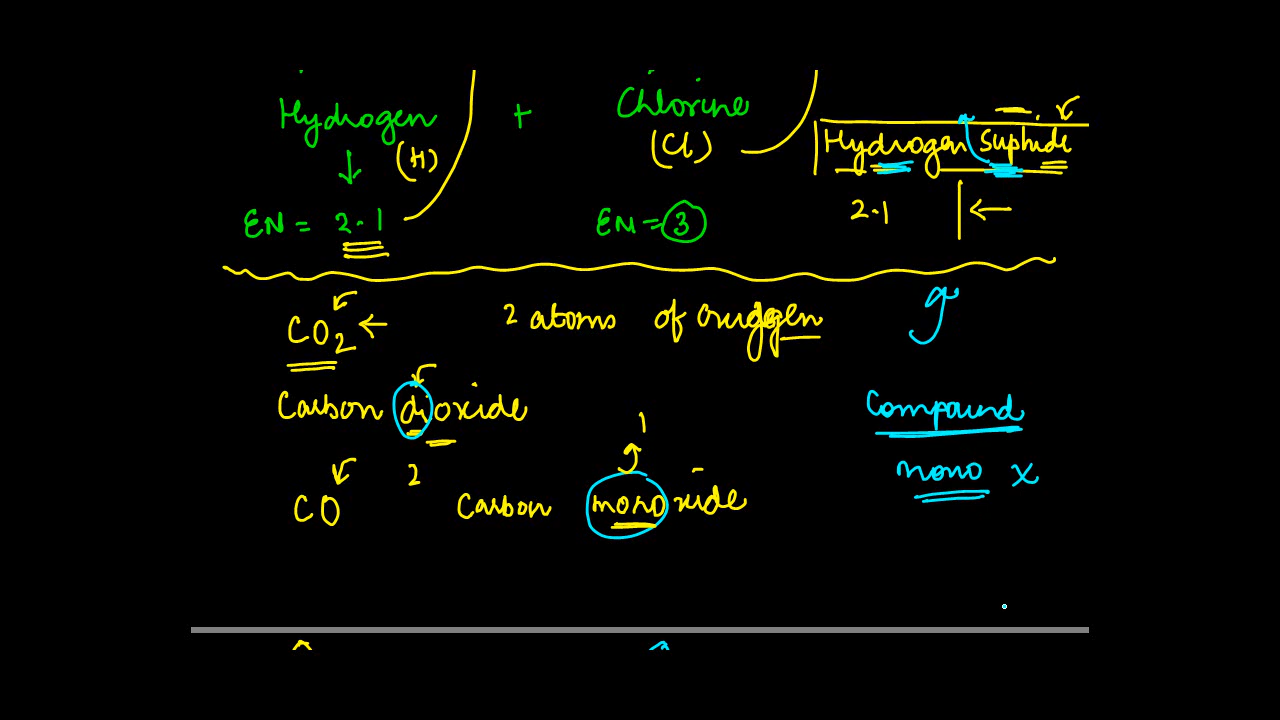 Hydrogen + Chlorine
(H) (Cl)
Hydrogen Suphide
EN = 2.1 EN = 3 2.1
CO2 2 atoms of oxygen g
Carbon dioxide Compound
2 1 mono x
CO Carbon monoxide